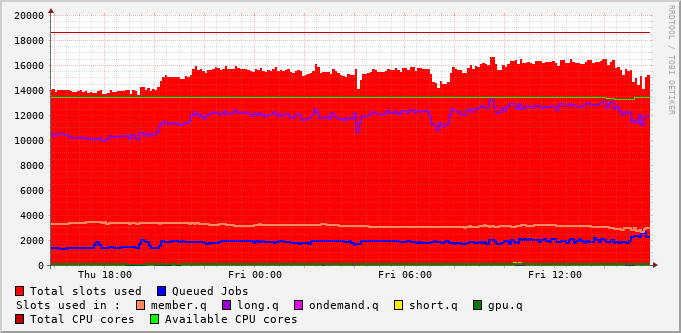 20000
18000
16000
14000
12000
10000
8000
6000
4000
2000
0
Thu 18:00 Fri 00:00 Fri 06:00 Fri 12:00
Total slots used Queued Jobs
Slots used in : member.q long.q ondemand.q short.q gpu.q
Total CPU cores Available CPU cores
RRDTOOL / TOBI OETIKER